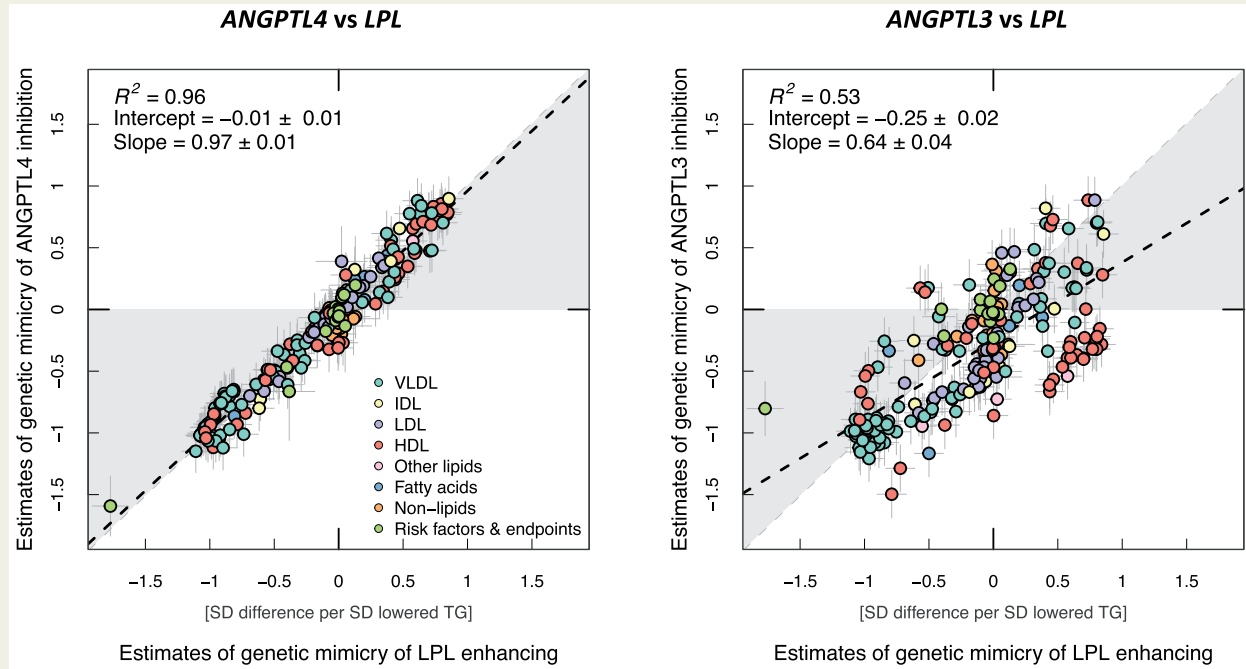 ANGPTL4 vs LPL
R² = 0.96
Intercept = −0.01 ± 0.01
Slope = 0.97 ± 0.01
Estimates of genetic mimicry of ANGPTL4 inhibition
1.5
1
0.5
0
−0.5
−1
−1.5
VLDL
IDL
LDL
HDL
Other lipids
Fatty acids
Non−lipids
Risk factors & endpoints
−1.5 −1 −0.5 0 0.5 1 1.5
[SD difference per SD lowered TG]
Estimates of genetic mimicry of LPL enhancing
ANGPTL3 vs LPL
R² = 0.53
Intercept = −0.25 ± 0.02
Slope = 0.64 ± 0.04
Estimates of genetic mimicry of ANGPTL3 inhibition
1.5
1
0.5
0
−0.5
−1
−1.5
−1.5 −1 −0.5 0 0.5 1 1.5
[SD difference per SD lowered TG]
Estimates of genetic mimicry of LPL enhancing